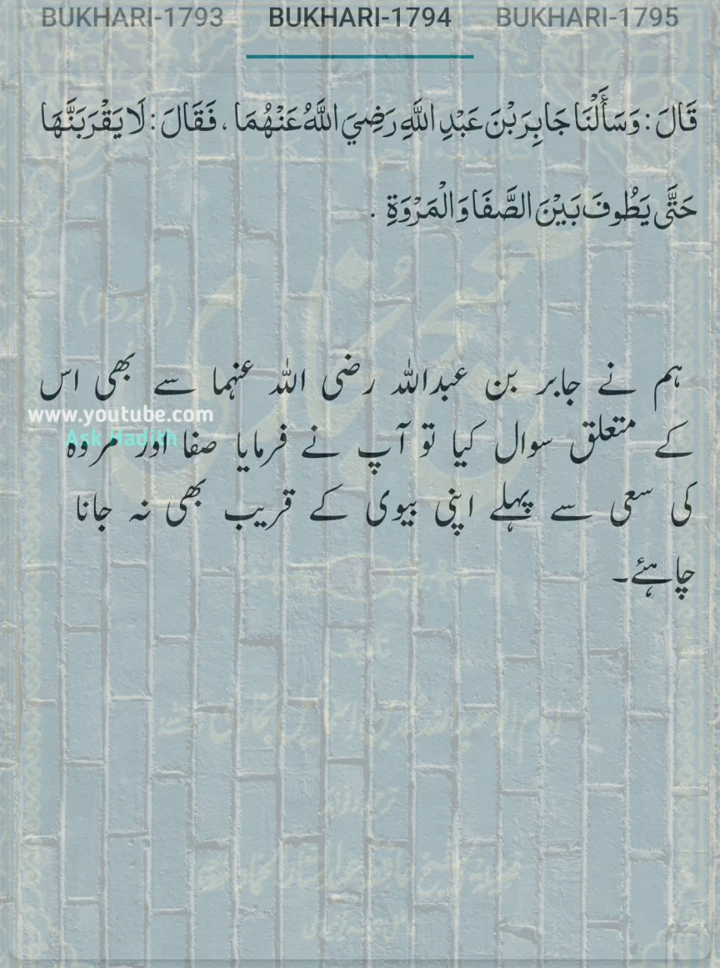 BUKHARI-1793 BUKHARI-1794 BUKHARI-1795
قَالَ : وَسَأَلْنَا جَابِرَ بْنَ عَبْدِ اللَّهِ رَضِيَ اللَّهُ عَنْهُمَا ، فَقَالَ : لَا يَقْرَبَنَّهَا
حَتَّى يَطُوفَ بَيْنَ الصَّفَا وَالْمَرْوَةِ .
ہم نے جابر بن عبداللہ رضی اللہ عنہما سے بھی اس
www.youtube.com
کے متعلق سوال کیا تو آپ نے فرمایا صفا اور مروہ
Ask Hadith
کی سعی سے پہلے اپنی بیوی کے قریب بھی نہ جانا
چاہئے۔